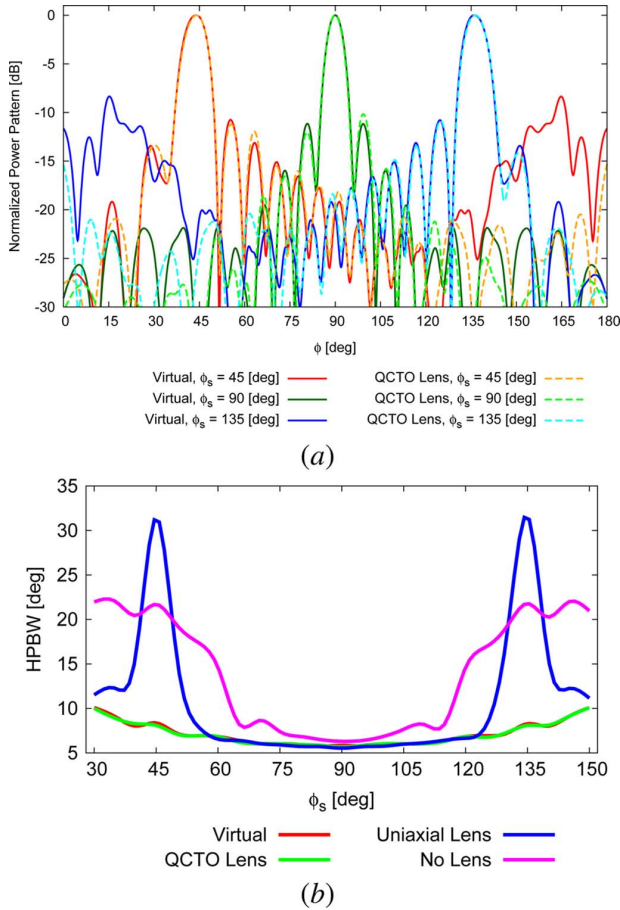 0
-5
-10
-15
-20
-25
-30
Normalized Power Pattern [dB]
0 15 30 45 60 75 90 105 120 135 150 165 180
ϕ [deg]
Virtual, ϕs = 45 [deg] QCTO Lens, ϕs = 45 [deg]
Virtual, ϕs = 90 [deg] QCTO Lens, ϕs = 90 [deg]
Virtual, ϕs = 135 [deg] QCTO Lens, ϕs = 135 [deg]
(a)
35
30
25
20
15
10
5
HPBW [deg]
30 45 60 75 90 105 120 135 150
ϕs [deg]
Virtual Uniaxial Lens
QCTO Lens No Lens
(b)